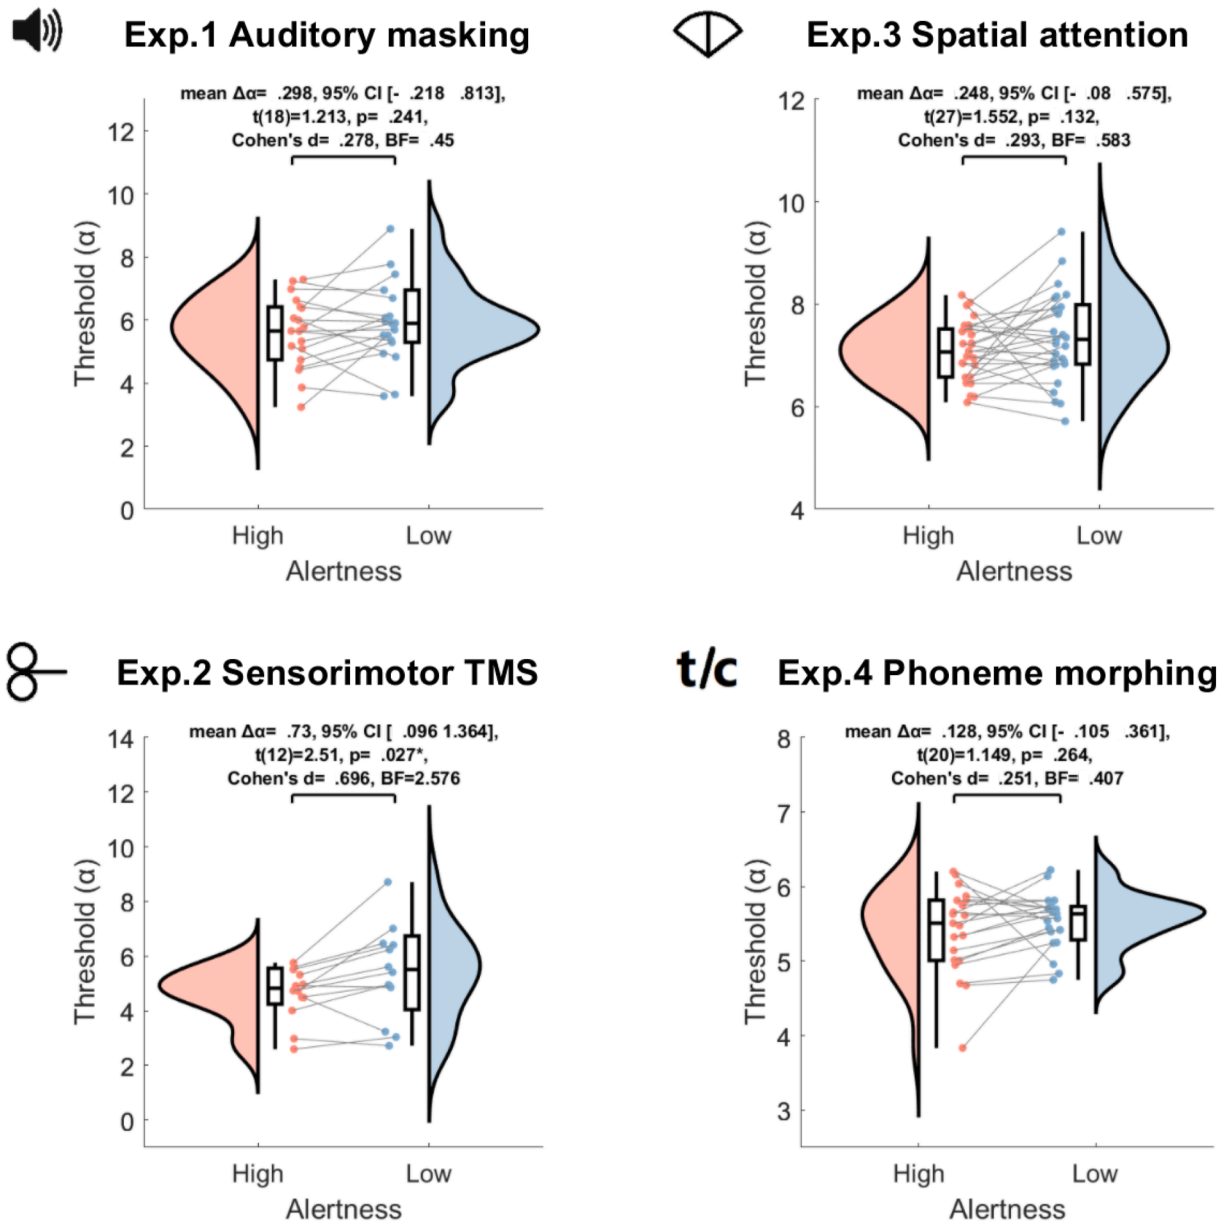 Exp.1 Auditory masking
mean Δα= .298, 95% CI [- .218 .813],
t(18)=1.213, p= .241,
Cohen's d= .278, BF= .45
12
10
8
6
4
2
0
Threshold (α)
High
Low
Alertness
Exp.3 Spatial attention
mean Δα= .248, 95% CI [- .08 .575],
t(27)=1.552, p= .132,
Cohen's d= .293, BF= .583
12
10
8
6
4
Threshold (α)
High
Low
Alertness
Exp.2 Sensorimotor TMS
mean Δα= .73, 95% CI [ .096 1.364],
t(12)=2.51, p= .027*,
Cohen's d= .696, BF=2.576
14
12
10
8
6
4
2
0
Threshold (α)
High
Low
Alertness
t/c
Exp.4 Phoneme morphing
mean Δα= .128, 95% CI [- .105 .361],
t(20)=1.149, p= .264,
Cohen's d= .251, BF= .407
8
7
6
5
4
3
Threshold (α)
High
Low
Alertness